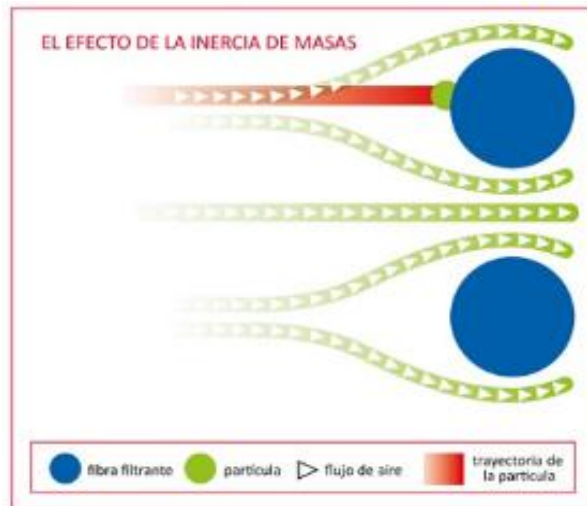 EL EFECTO DE LA INERCIA DE MASAS
fibra filtrante
partícula
flujo de aire
trayectoria de
la partícula